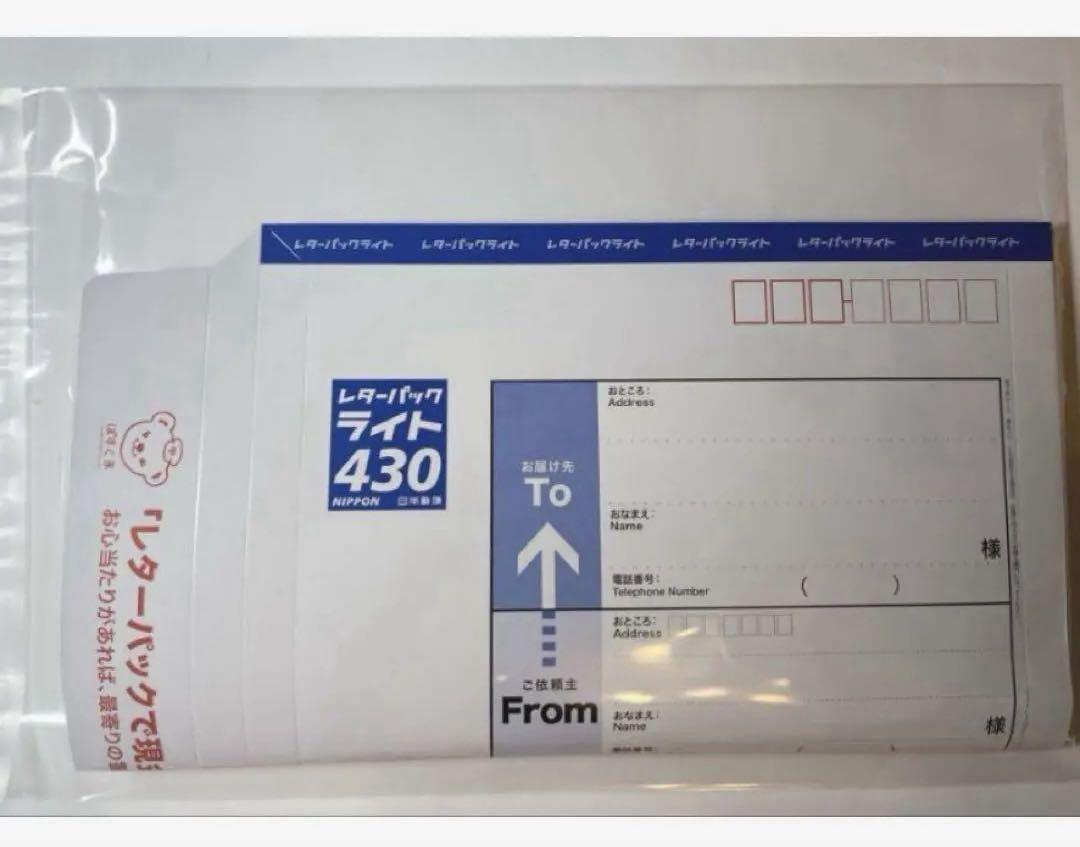 レターパックライト レターパックライト レターパックライト レターパックライト レターパックライト レターパックライト
レターパック
ライト
430
NIPPON 日本郵便
お届け先
To
おところ:
Address
おなまえ:
Name
様
電話番号:
Telephone Number ( )
ご依頼主
From
おところ:
Address
おなまえ:
Name
様
ぽすくま
「レターパックで現
お心当たりがあれば、最寄りの